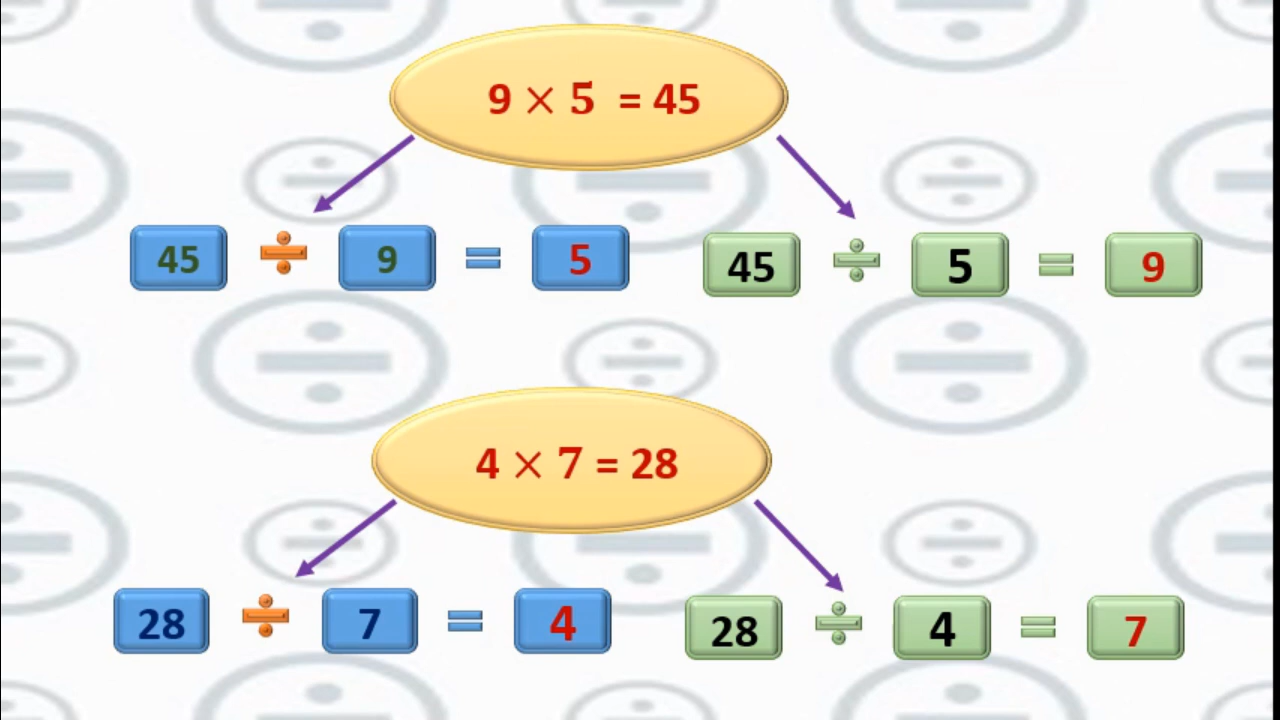 9 × 5 = 45
45 ÷ 9 = 5
45 ÷ 5 = 9
4 × 7 = 28
28 ÷ 7 = 4
28 ÷ 4 = 7